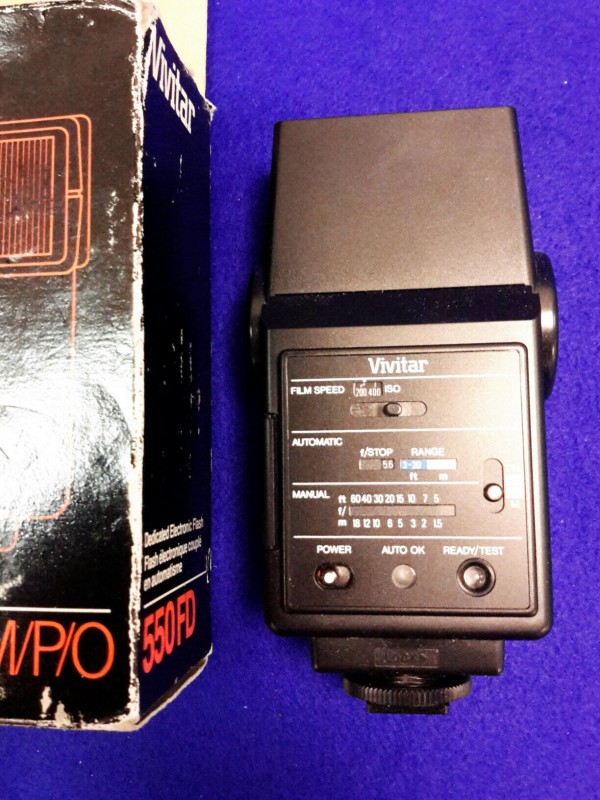 Vivitar
Dedicated Electronic Flash
Flash électronique couplé
en automatisme
550FD
M/P/O
Vivitar
FILM SPEED 200 400 ISO
AUTOMATIC
f/STOP RANGE
5.6 3-30
ft m
MANUAL ft 60 40 30 20 15 10 7 5
f/
m 18 12 10 6 5 3 2 1.5
POWER AUTO OK READY/TEST